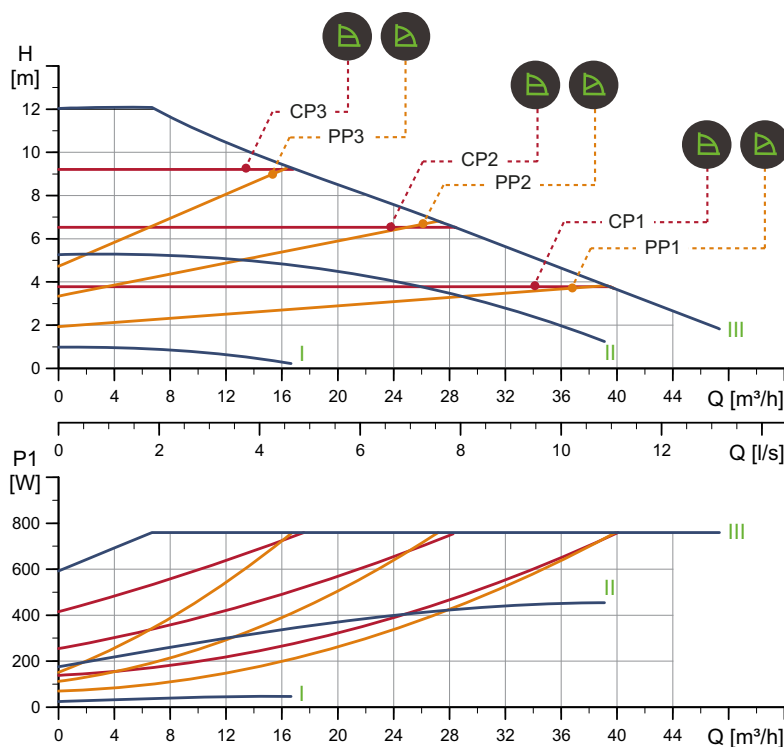 H
[m]
CP3
PP3
CP2
PP2
CP1
PP1
12
10
8
6
4
2
0
I
II
III
0 4 8 12 16 20 24 28 32 36 40 44 Q [m³/h]
0 2 4 6 8 10 12 Q [l/s]
P1
[W]
800
600
400
200
0
III
II
I
0 4 8 12 16 20 24 28 32 36 40 44 Q [m³/h]